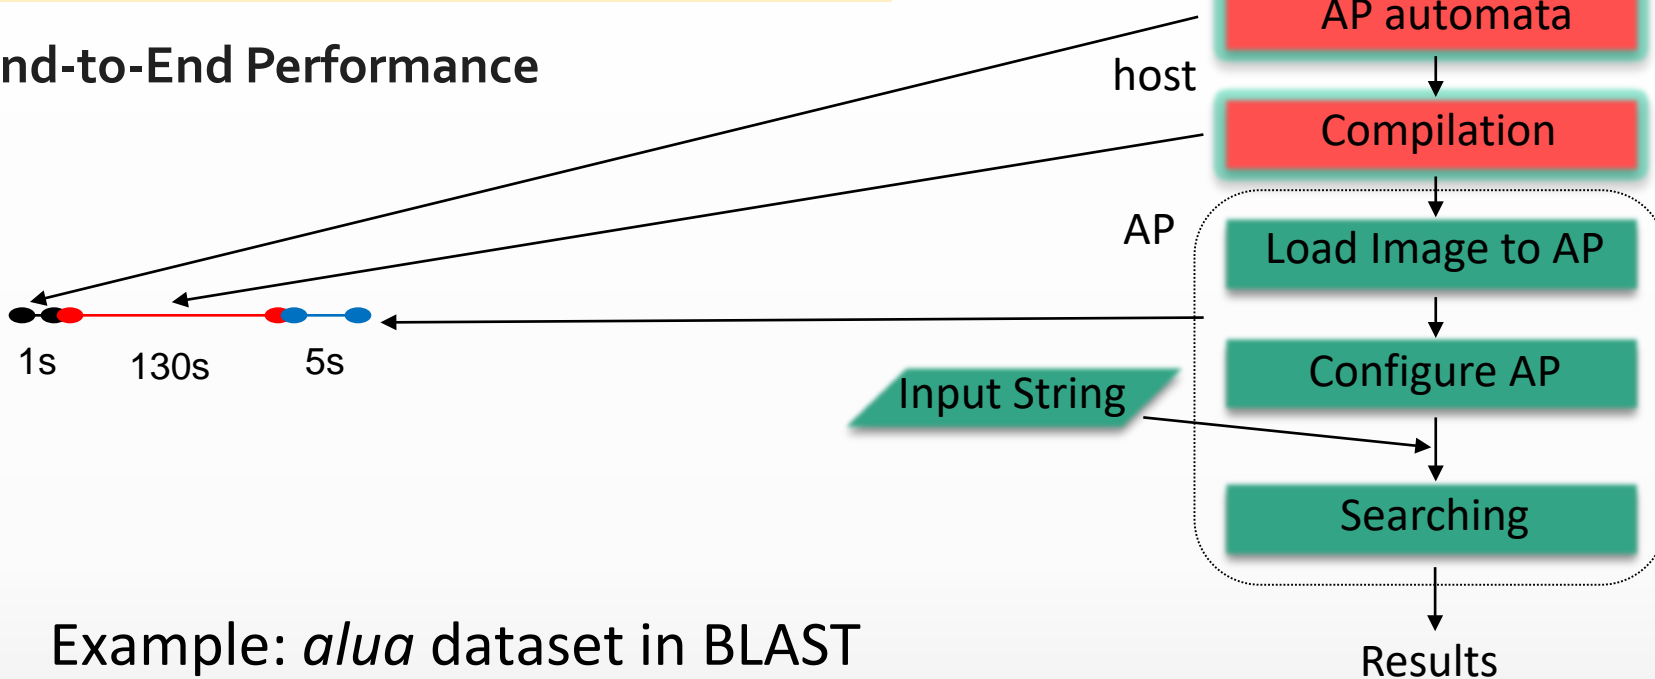 AP automata
nd-to-End Performance
host
Compilation
AP
Load Image to AP
1s
130s
5s
Configure AP
Input String
Searching
Example: alua dataset in BLAST
Results